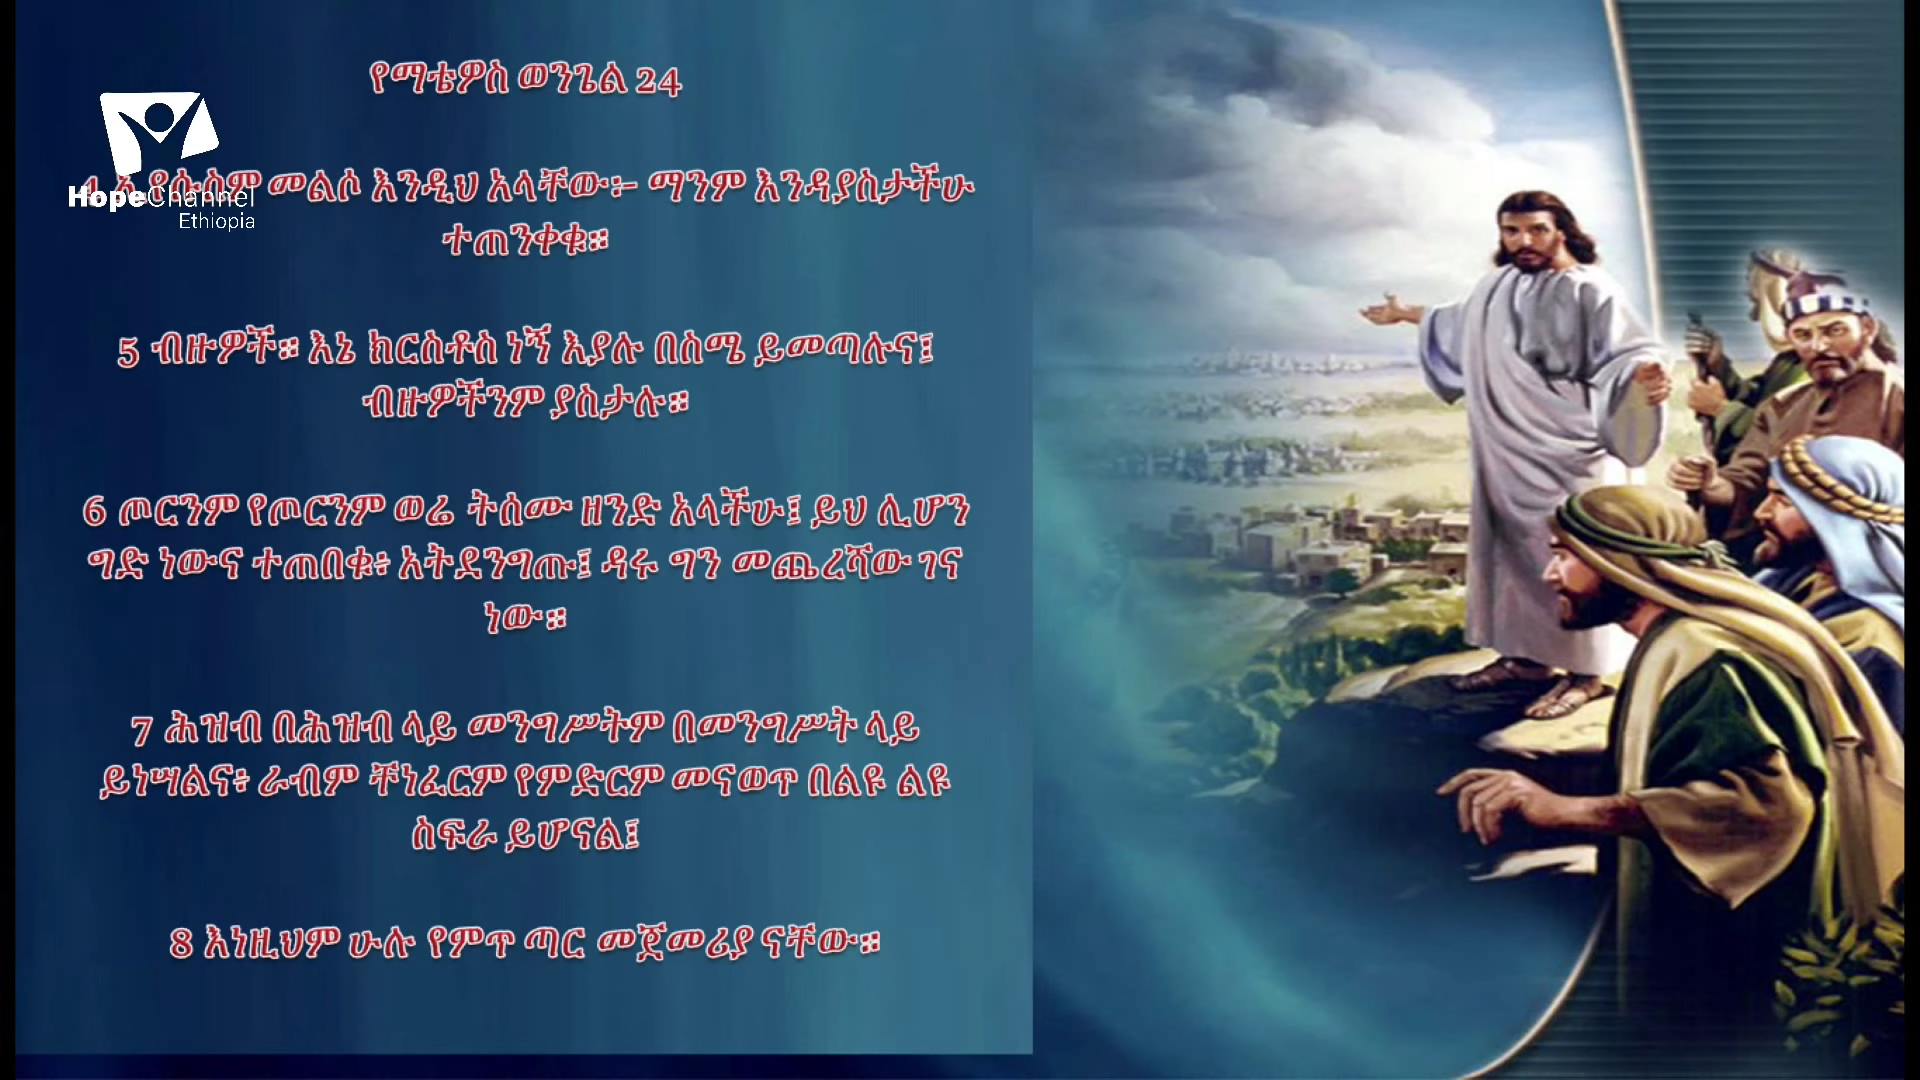 የማቴዎስ ወንጌል 24
HopeChannel
Ethiopia
4 ኢየሱስም መልሶ እንዲህ አላቸው፦ ማንም እንዳያስታችሁ
ተጠንቀቁ።
5 ብዙዎች። እኔ ክርስቶስ ነኝ እያሉ በስሜ ይመጣሉና፤
ብዙዎችንም ያስታሉ።
6 ጦርንም የጦርንም ወሬ ትሰሙ ዘንድ አላችሁ፤ ይህ ሊሆን
ግድ ነውና ተጠበቁ፥ አትደንግጡ፤ ዳሩ ግን መጨረሻው ገና
ነው።
7 ሕዝብ በሕዝብ ላይ መንግሥትም በመንግሥት ላይ
ይነሣልና፥ ራብም ቸነፈርም የምድርም መናወጥ በልዩ ልዩ
ስፍራ ይሆናል፤
8 እነዚህም ሁሉ የምጥ ጣር መጀመሪያ ናቸው።